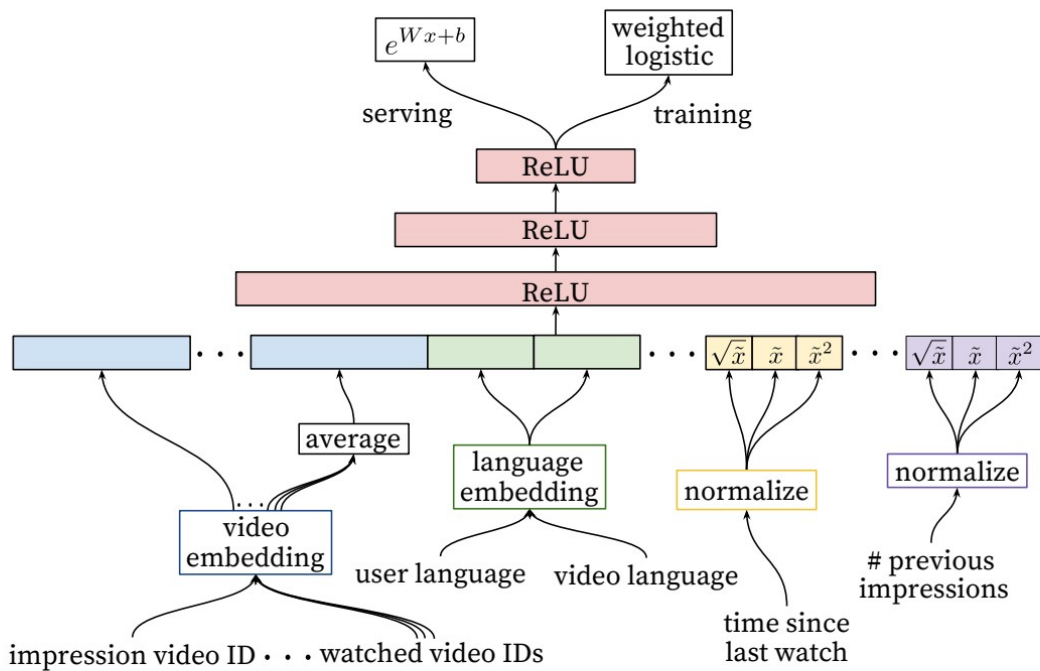 e^{Wx+b}
weighted
logistic
serving
training
ReLU
ReLU
ReLU
. . .
. . .
√x̃ x̃ x̃²
. . .
√x̃ x̃ x̃²
average
language
embedding
normalize
normalize
. . .
video
embedding
user language
video language
# previous
impressions
time since
last watch
impression video ID . . . watched video IDs